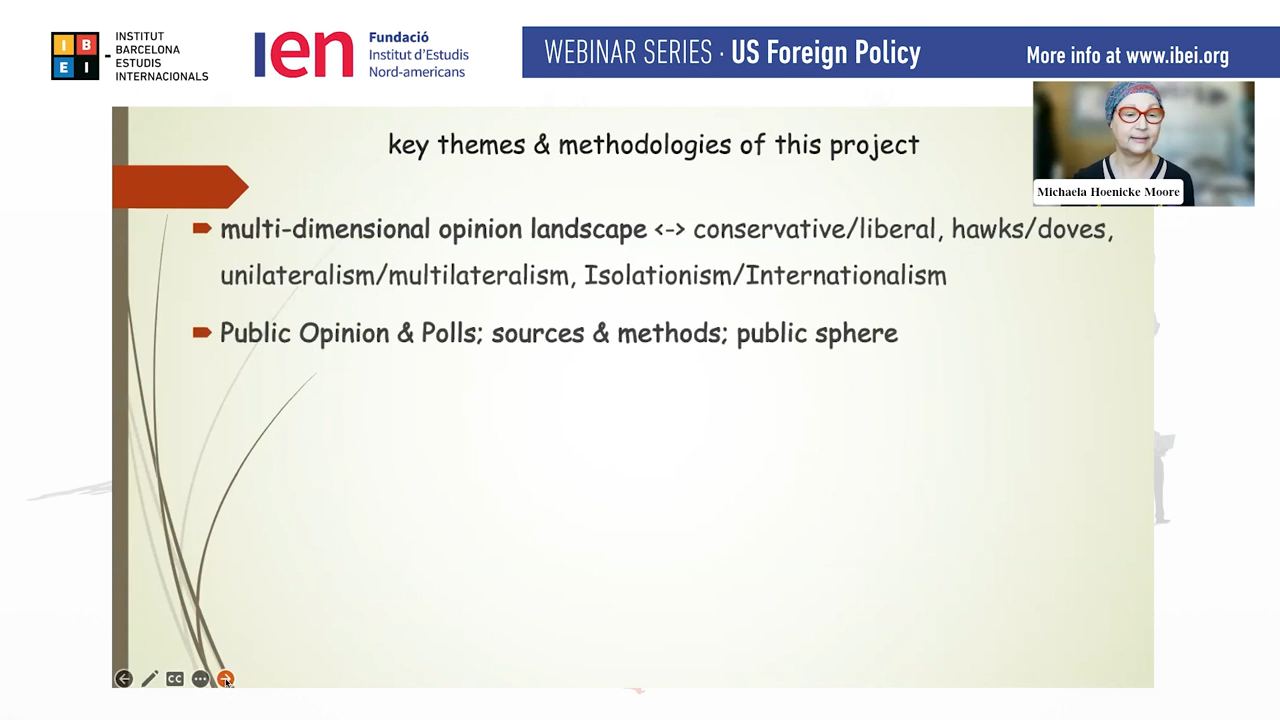 IB
EI
INSTITUT
BARCELONA
ESTUDIS
INTERNACIONALS
ien
Fundació
Institut d'Estudis
Nord-americans
WEBINAR SERIES · US Foreign Policy
More info at www.ibei.org
Michaela Hoenicke Moore
key themes & methodologies of this project
multi-dimensional opinion landscape <-> conservative/liberal, hawks/doves,
unilateralism/multilateralism, Isolationism/Internationalism
Public Opinion & Polls; sources & methods; public sphere
CC